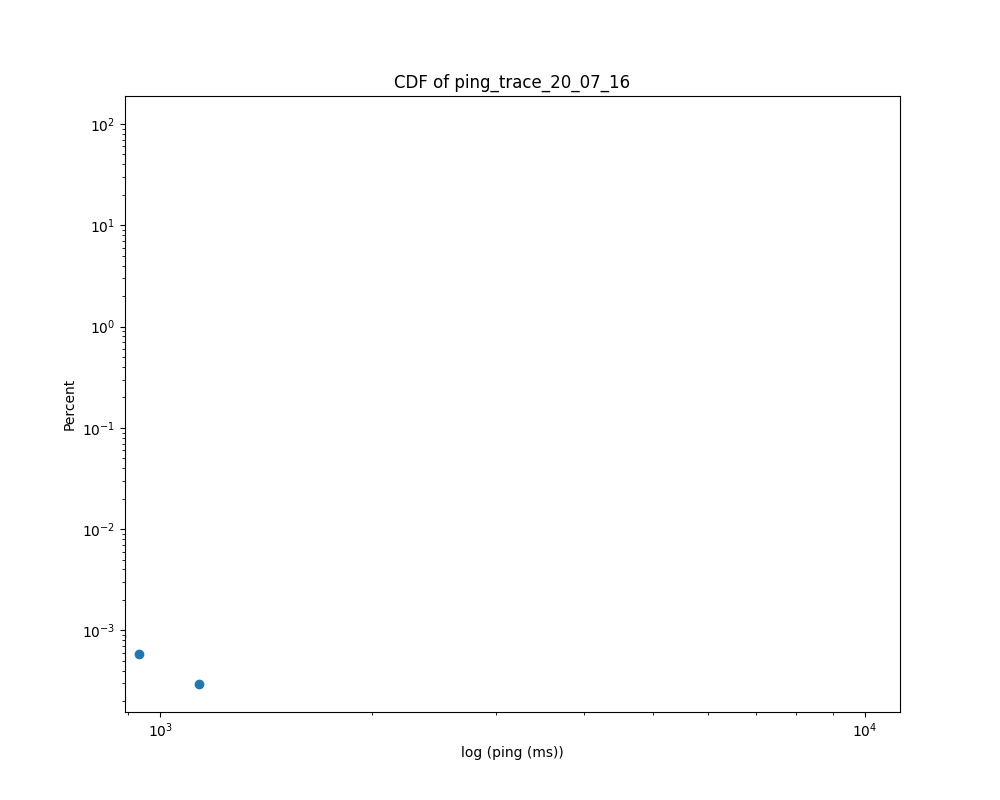 CDF of ping_trace_20_07_16
10²
10¹
10⁰
10⁻¹
10⁻²
10⁻³
Percent
10³
10⁴
log (ping (ms))